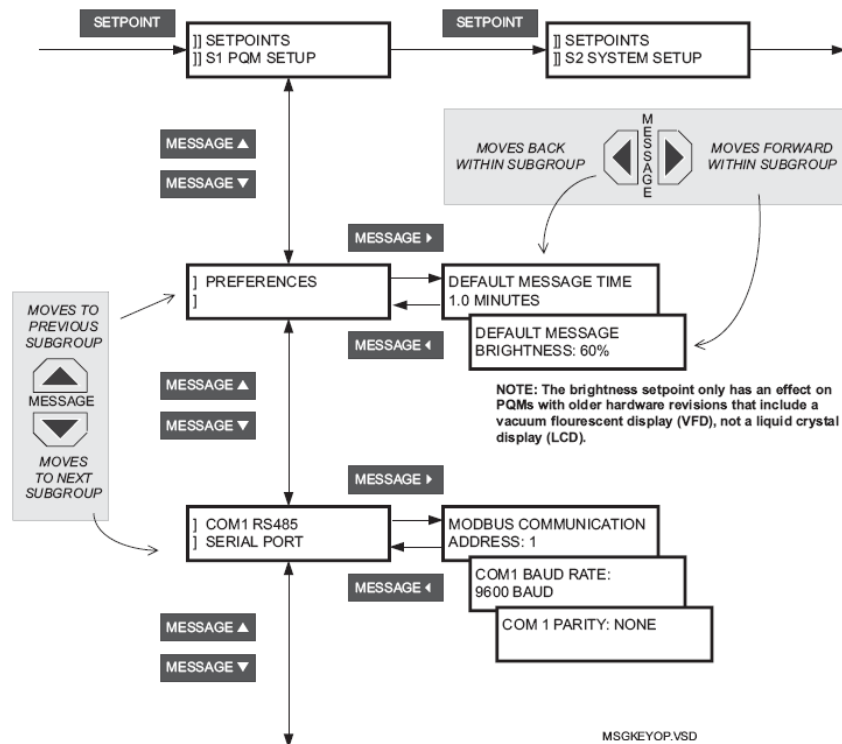 SETPOINT
SETPOINT
]] SETPOINTS
]] S1 PQM SETUP
]] SETPOINTS
]] S2 SYSTEM SETUP
MESSAGE ▲
MESSAGE ▼
MOVES BACK
WITHIN SUBGROUP
MESSAGE
MOVES FORWARD
WITHIN SUBGROUP
MESSAGE ▶
] PREFERENCES
]
DEFAULT MESSAGE TIME
1.0 MINUTES
DEFAULT MESSAGE
BRIGHTNESS: 60%
MESSAGE ◀
MOVES TO
PREVIOUS
SUBGROUP
MESSAGE
MOVES
TO NEXT
SUBGROUP
MESSAGE ▲
MESSAGE ▼
NOTE: The brightness setpoint only has an effect on
PQMs with older hardware revisions that include a
vacuum flourescent display (VFD), not a liquid crystal
display (LCD).
MESSAGE ▶
] COM1 RS485
] SERIAL PORT
MODBUS COMMUNICATION
ADDRESS: 1
COM1 BAUD RATE:
9600 BAUD
COM 1 PARITY: NONE
MESSAGE ◀
MESSAGE ▲
MESSAGE ▼
MSGKEYOP.VSD